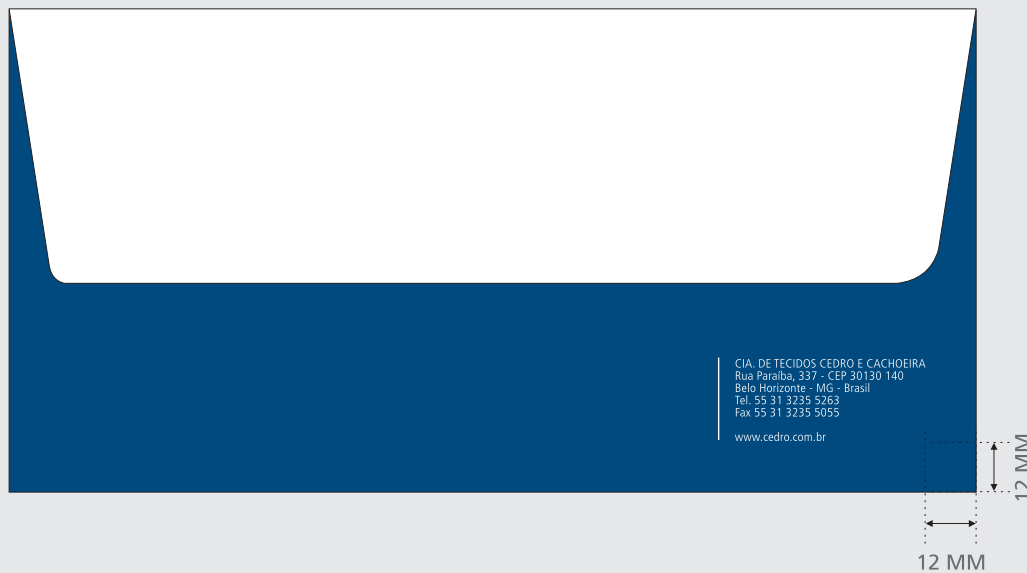 CIA. DE TECIDOS CEDRO E CACHOEIRA
Rua Paraíba, 337 - CEP 30130 140
Belo Horizonte - MG - Brasil
Tel. 55 31 3235 5263
Fax 55 31 3235 5055
www.cedro.com.br
12 MM
12 MM